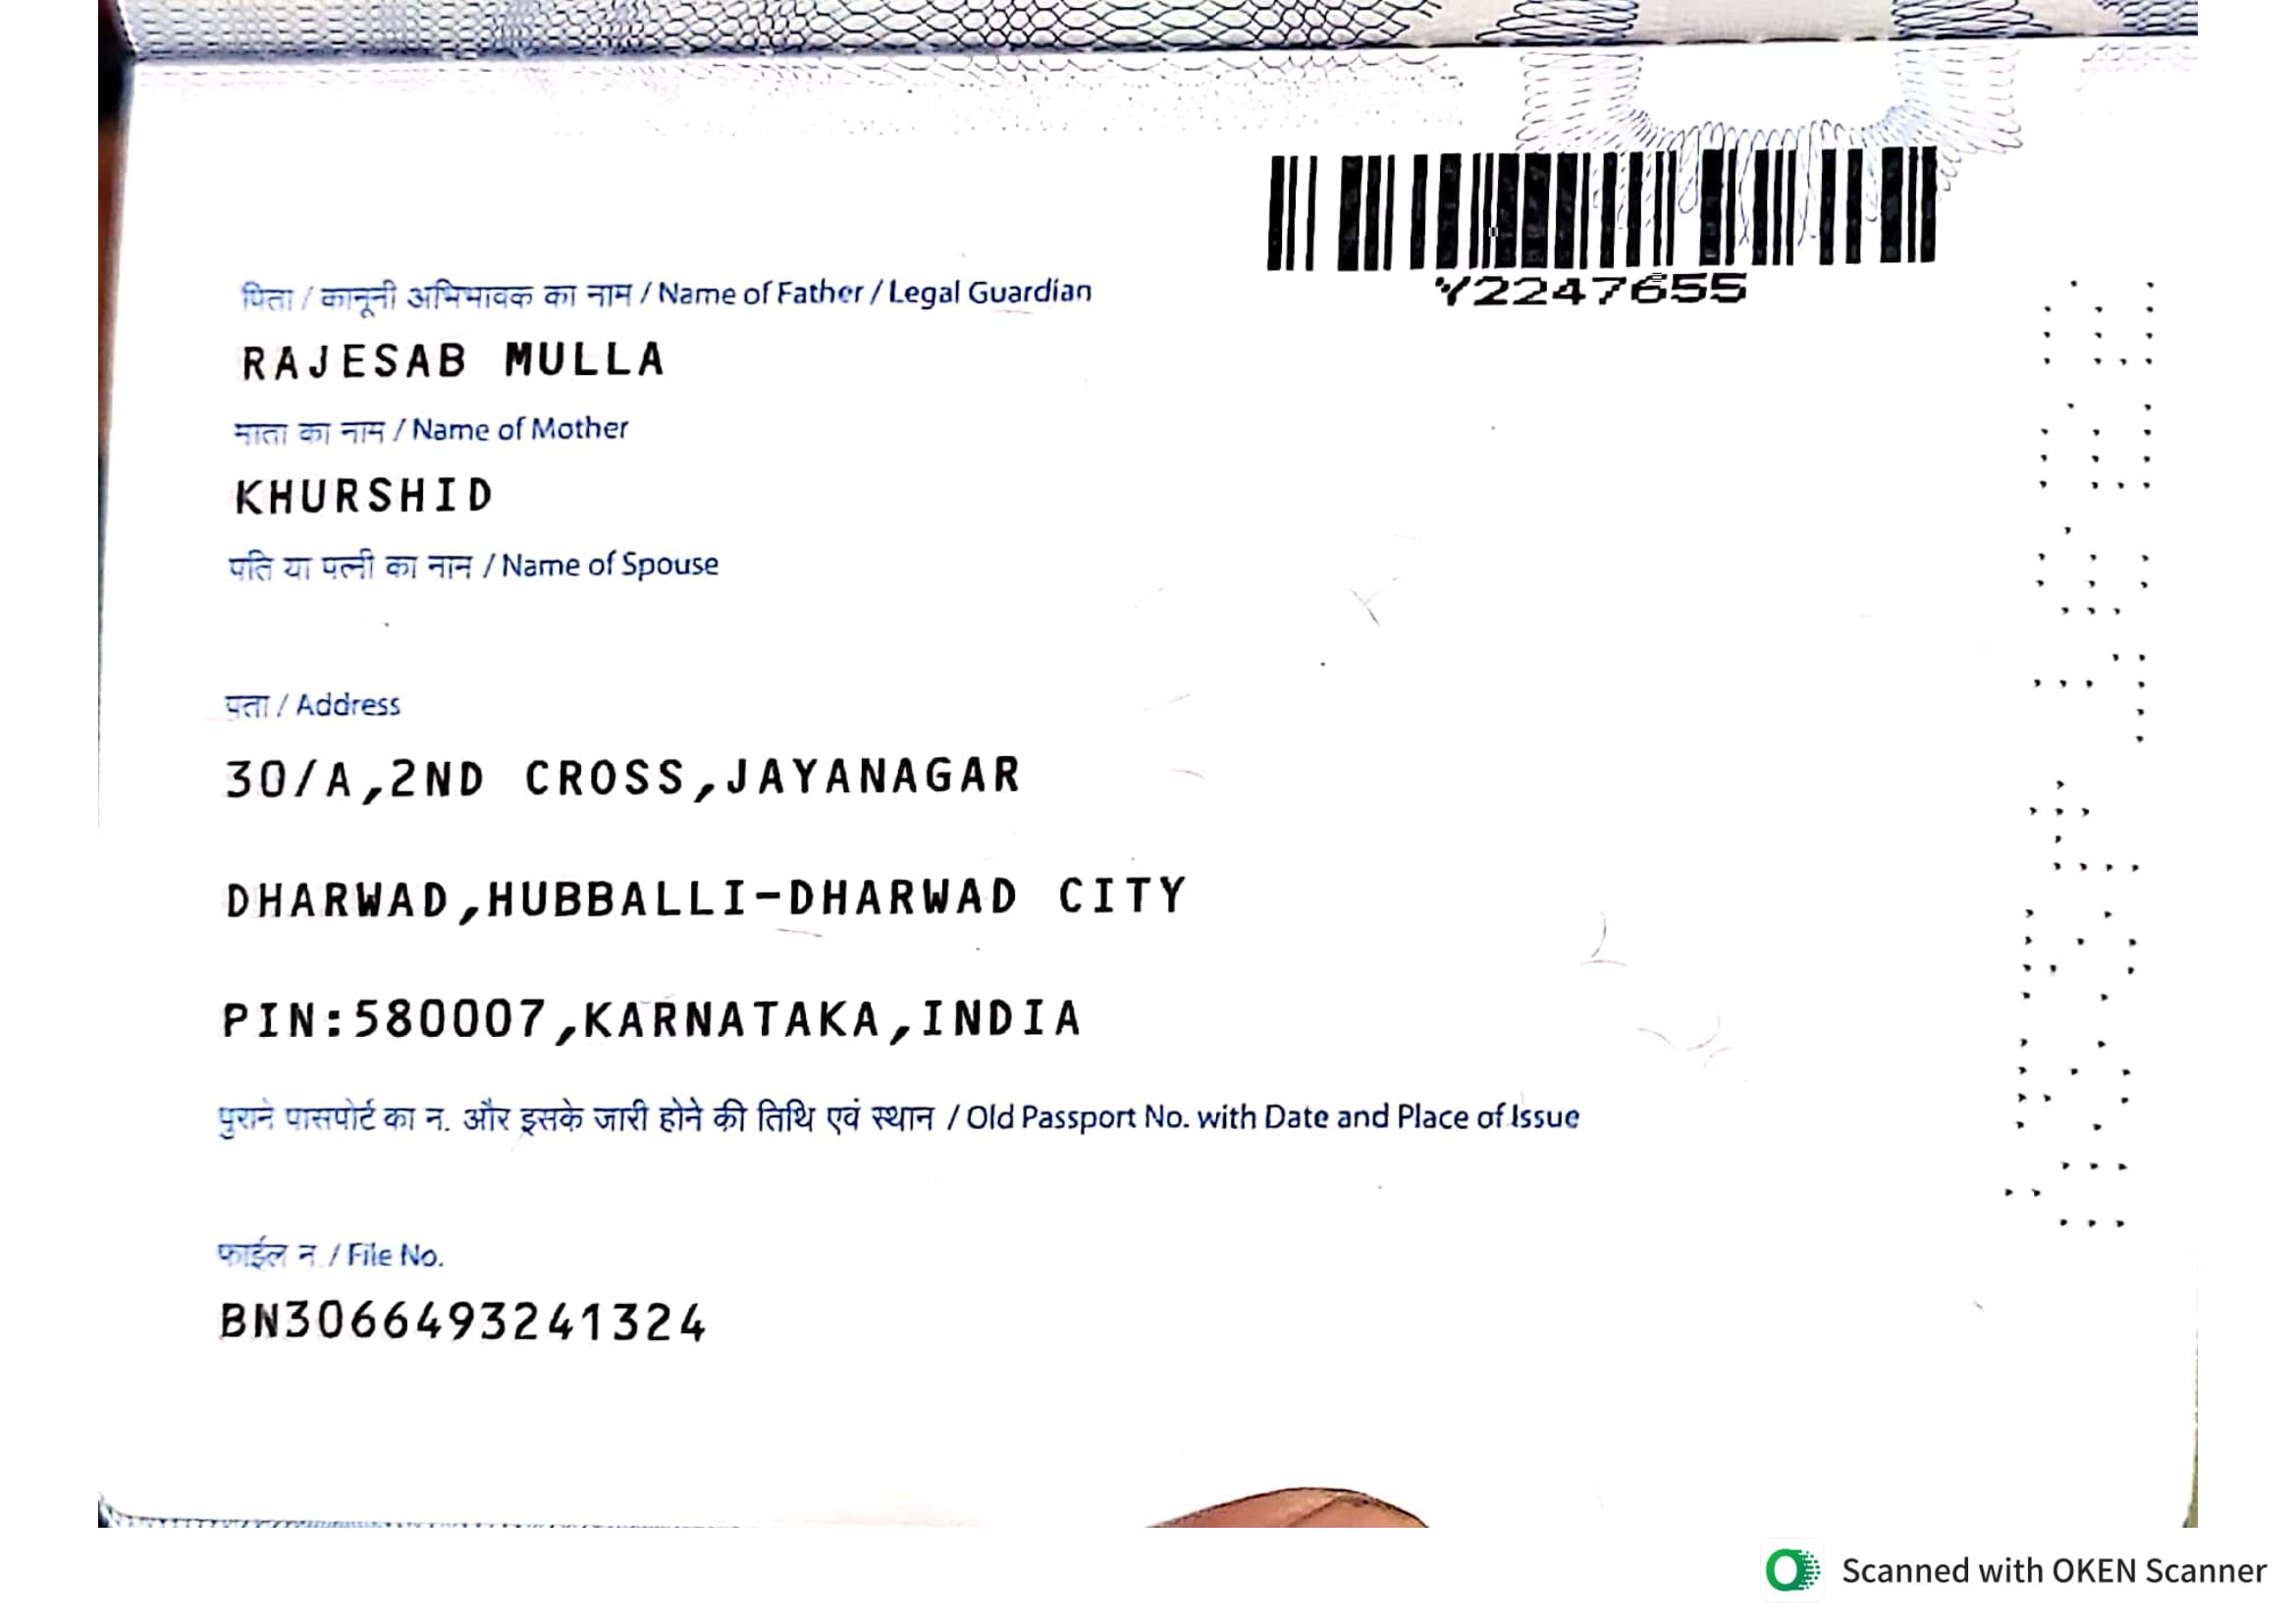 Y2247655
पिता / कानूनी अभिभावक का नाम / Name of Father / Legal Guardian
RAJESAB MULLA
माता का नाम / Name of Mother
KHURSHID
पति या पत्नी का नाम / Name of Spouse
पता / Address
30/A,2ND CROSS,JAYANAGAR
DHARWAD,HUBBALLI-DHARWAD CITY
PIN:580007,KARNATAKA,INDIA
पुराने पासपोर्ट का न. और इसके जारी होने की तिथि एवं स्थान / Old Passport No. with Date and Place of Issue
फाईल न / File No.
BN3066493241324
Y2247655
Scanned with OKEN Scanner